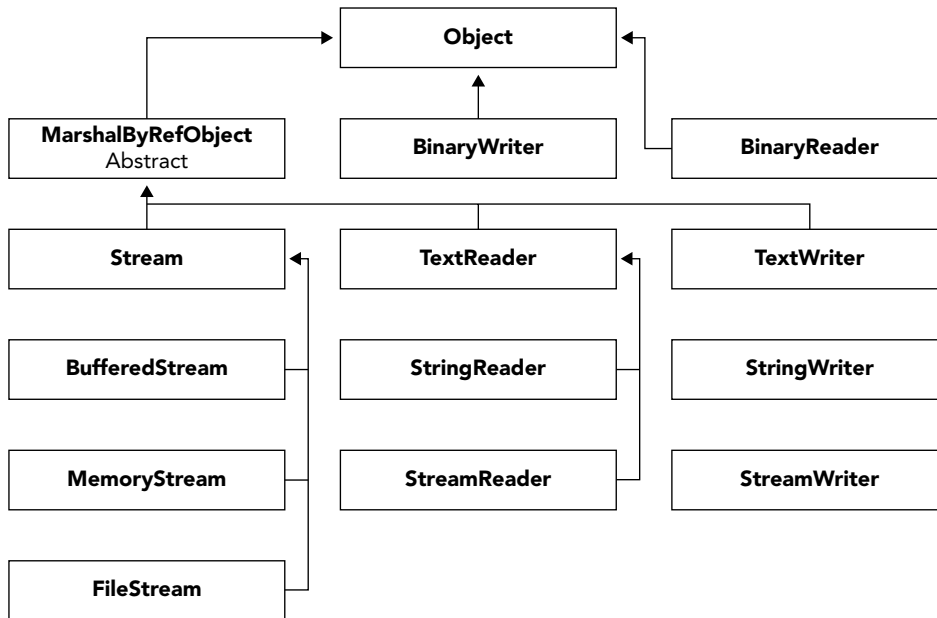 Object
MarshalByRefObject
Abstract
BinaryWriter
BinaryReader
Stream
TextReader
TextWriter
BufferedStream
StringReader
StringWriter
MemoryStream
StreamReader
StreamWriter
FileStream